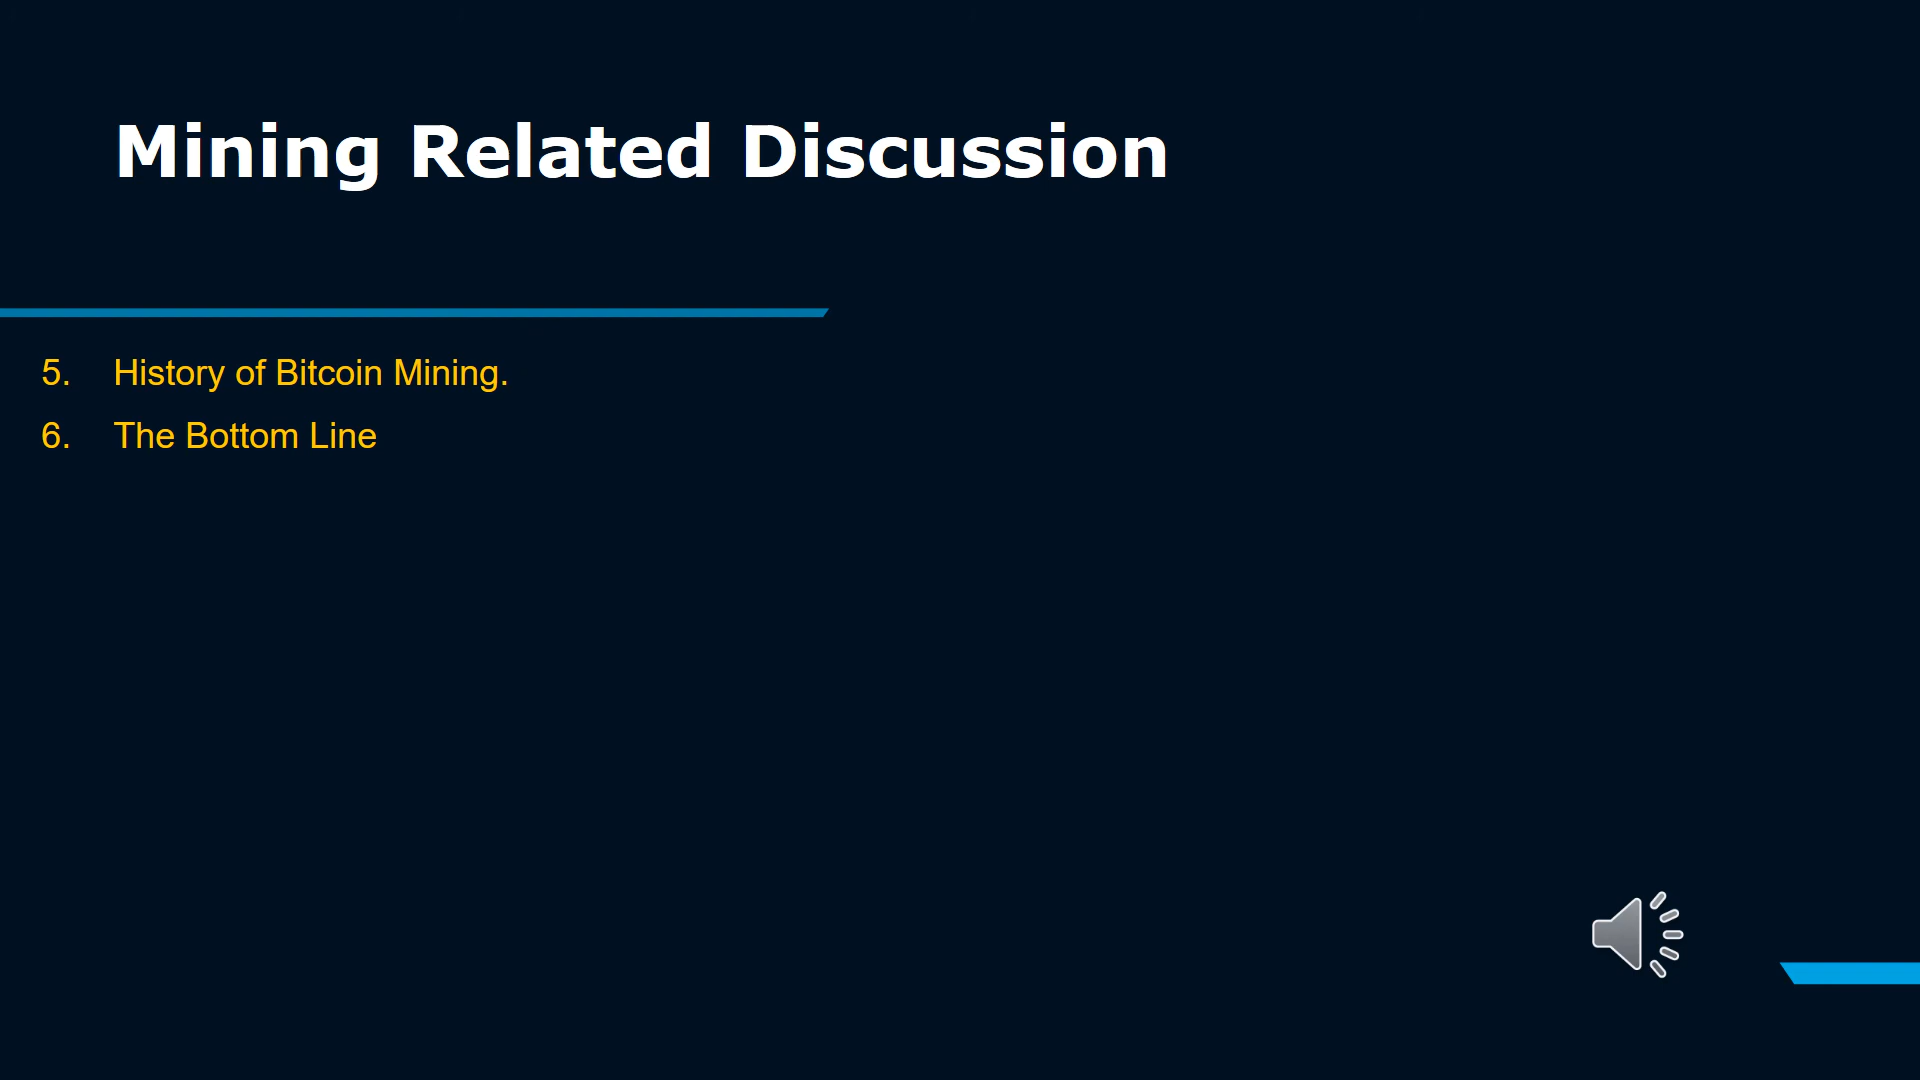 Mining Related Discussion
5. History of Bitcoin Mining.
6. The Bottom Line